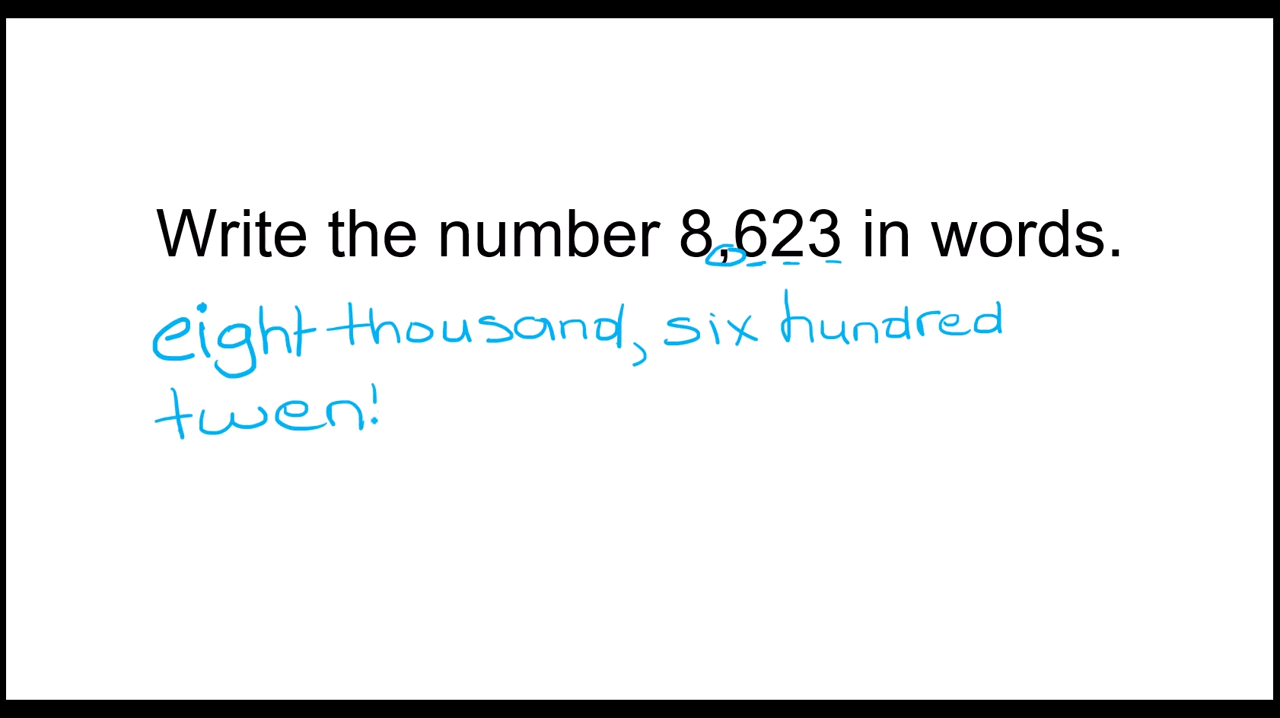 Write the number 8,623 in words.
eight thousand, six hundred
twen!